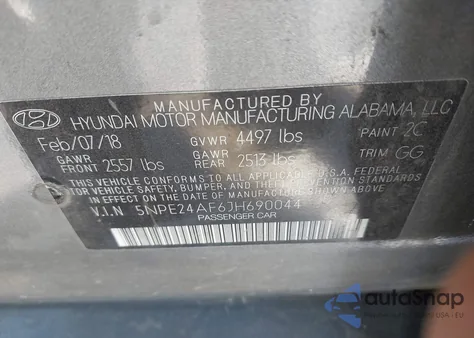 MANUFACTURED BY
HYUNDAI MOTOR MANUFACTURING ALABAMA, LLC
Feb/07/18 GVWR 4497 lbs PAINT 2C
GAWR FRONT 2557 lbs GAWR REAR 2513 lbs TRIM GG
THIS VEHICLE CONFORMS TO ALL APPLICABLE FEDERAL MOTOR VEHICLE
SAFETY, BUMPER, AND THEFT PREVENTION STANDARDS
IN EFFECT ON THE DATE OF MANUFACTURE SHOWN ABOVE.
V.I.N 5NPE24AF6JH690044
PASSENGER CAR
autoSnap
USA - EU